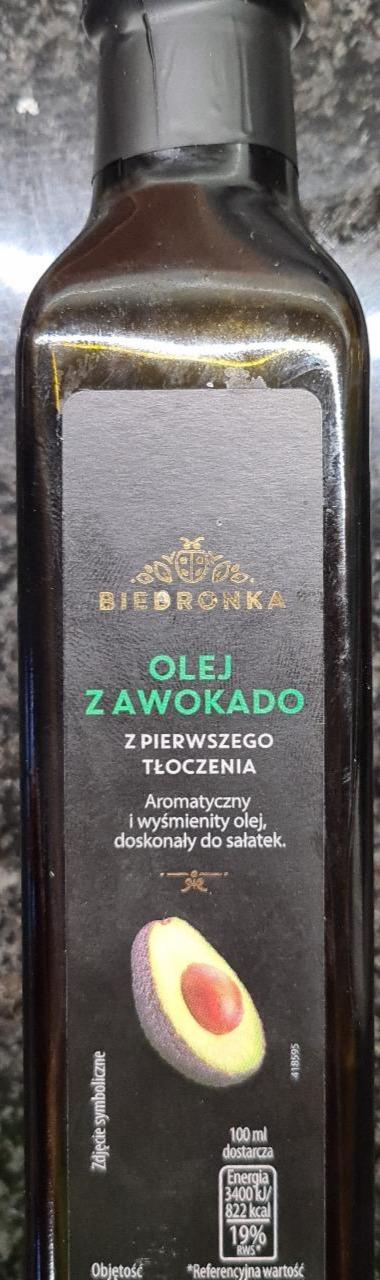 BIEDRONKA
OLEJ
Z AWOKADO
Z PIERWSZEGO
TŁOCZENIA
Aromatyczny
i wyśmienity olej,
doskonały do sałatek.
Zdjęcie symboliczne
418595
100 ml
dostarcza
Energia
3400 kJ/
822 kcal
19%
RWS*
Objętość
*Referencyjna wartość